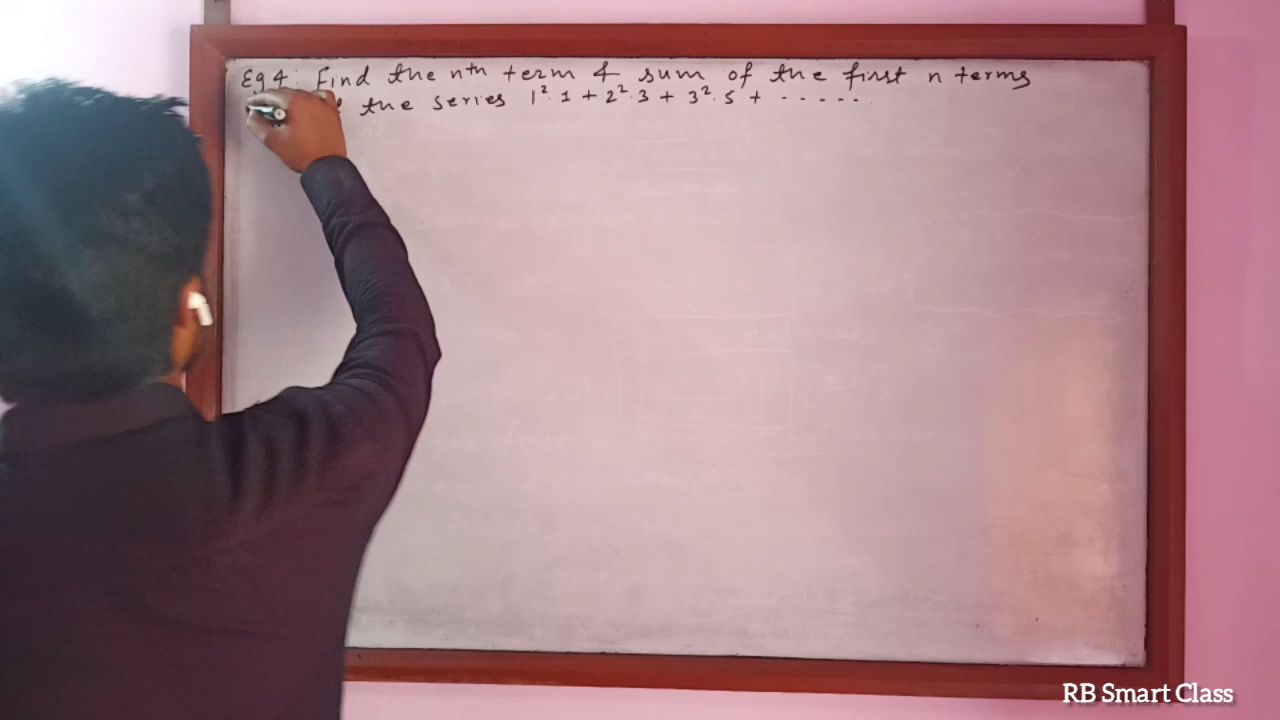 Eg 4: Find the nth term & sum of the first n terms
the series 1². 1 + 2². 3 + 3². 5 + .....
RB Smart Class